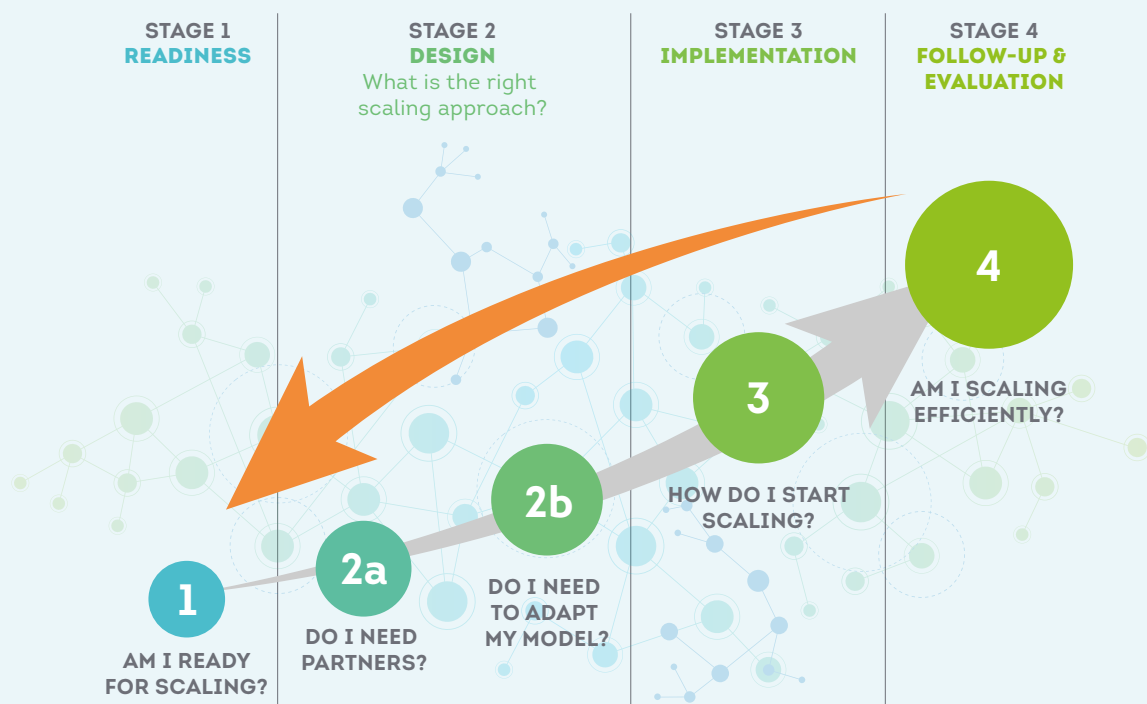 STAGE 1
READINESS
STAGE 2
DESIGN
What is the right
scaling approach?
STAGE 3
IMPLEMENTATION
STAGE 4
FOLLOW-UP &
EVALUATION
1
AM I READY
FOR SCALING?
2a
DO I NEED
PARTNERS?
2b
DO I NEED
TO ADAPT
MY MODEL?
3
HOW DO I START
SCALING?
4
AM I SCALING
EFFICIENTLY?